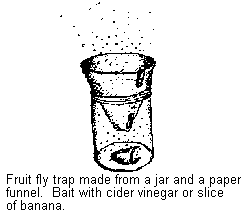 Fruit fly trap made from a jar and a paper
funnel.  Bait with cider vinegar or slice
of banana.